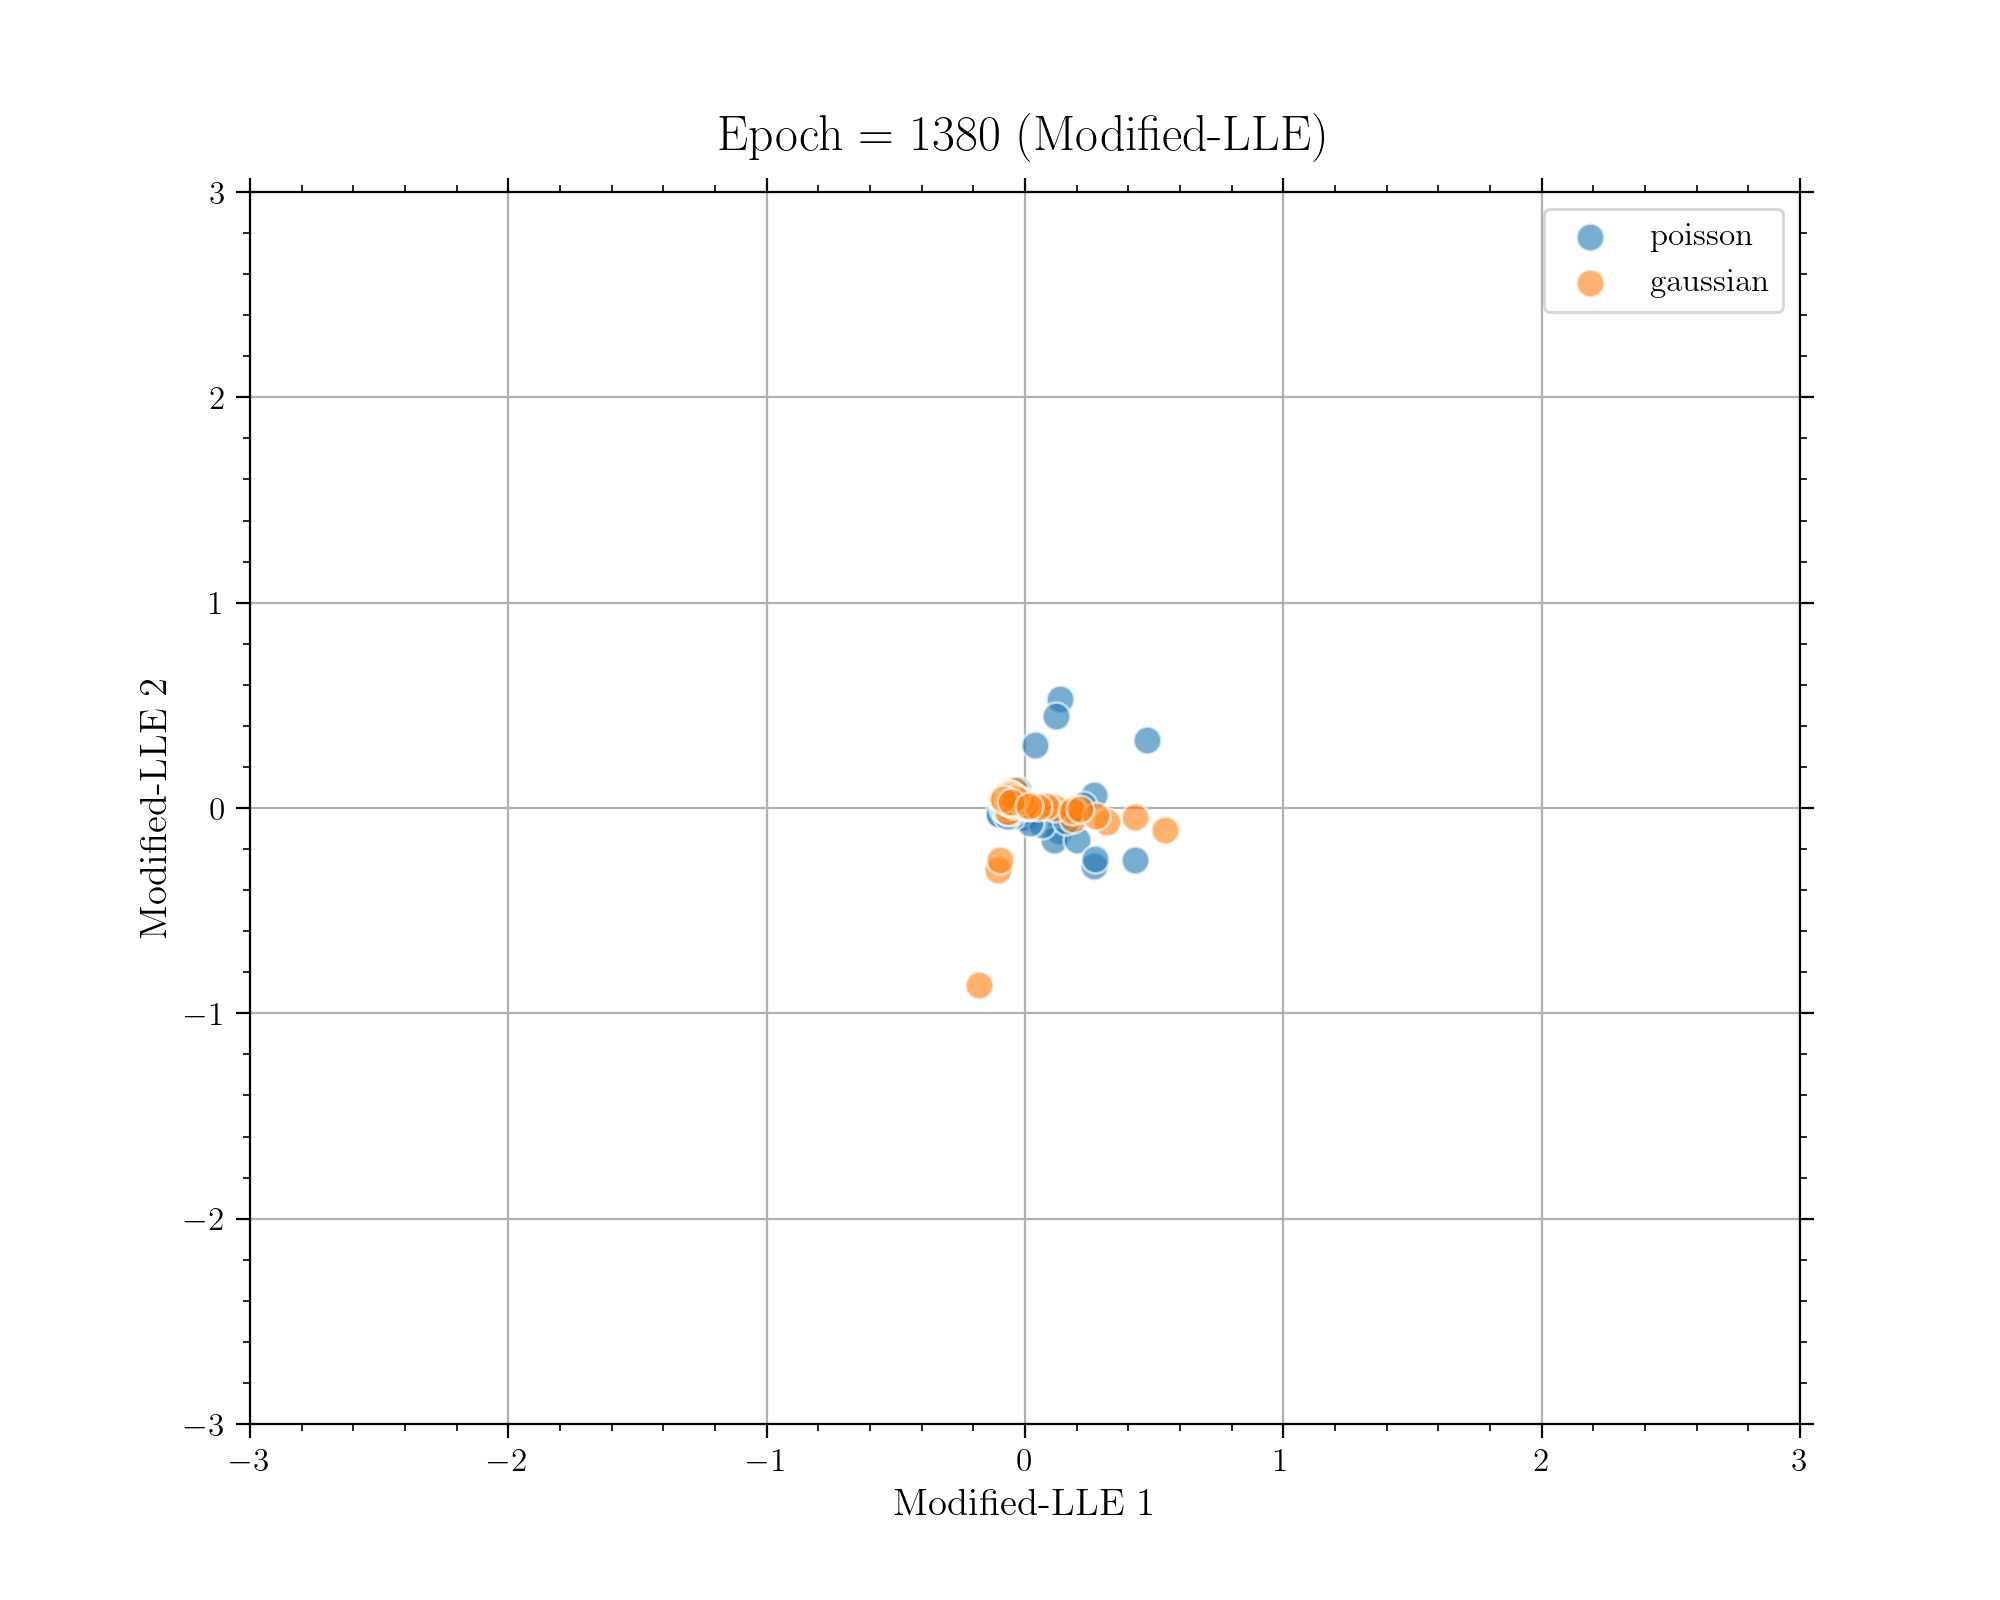 Epoch = 1380 (Modified-LLE)
poisson
gaussian
3
2
1
0
−1
−2
−3
Modified-LLE 2
−3
−2
−1
0
1
2
3
Modified-LLE 1